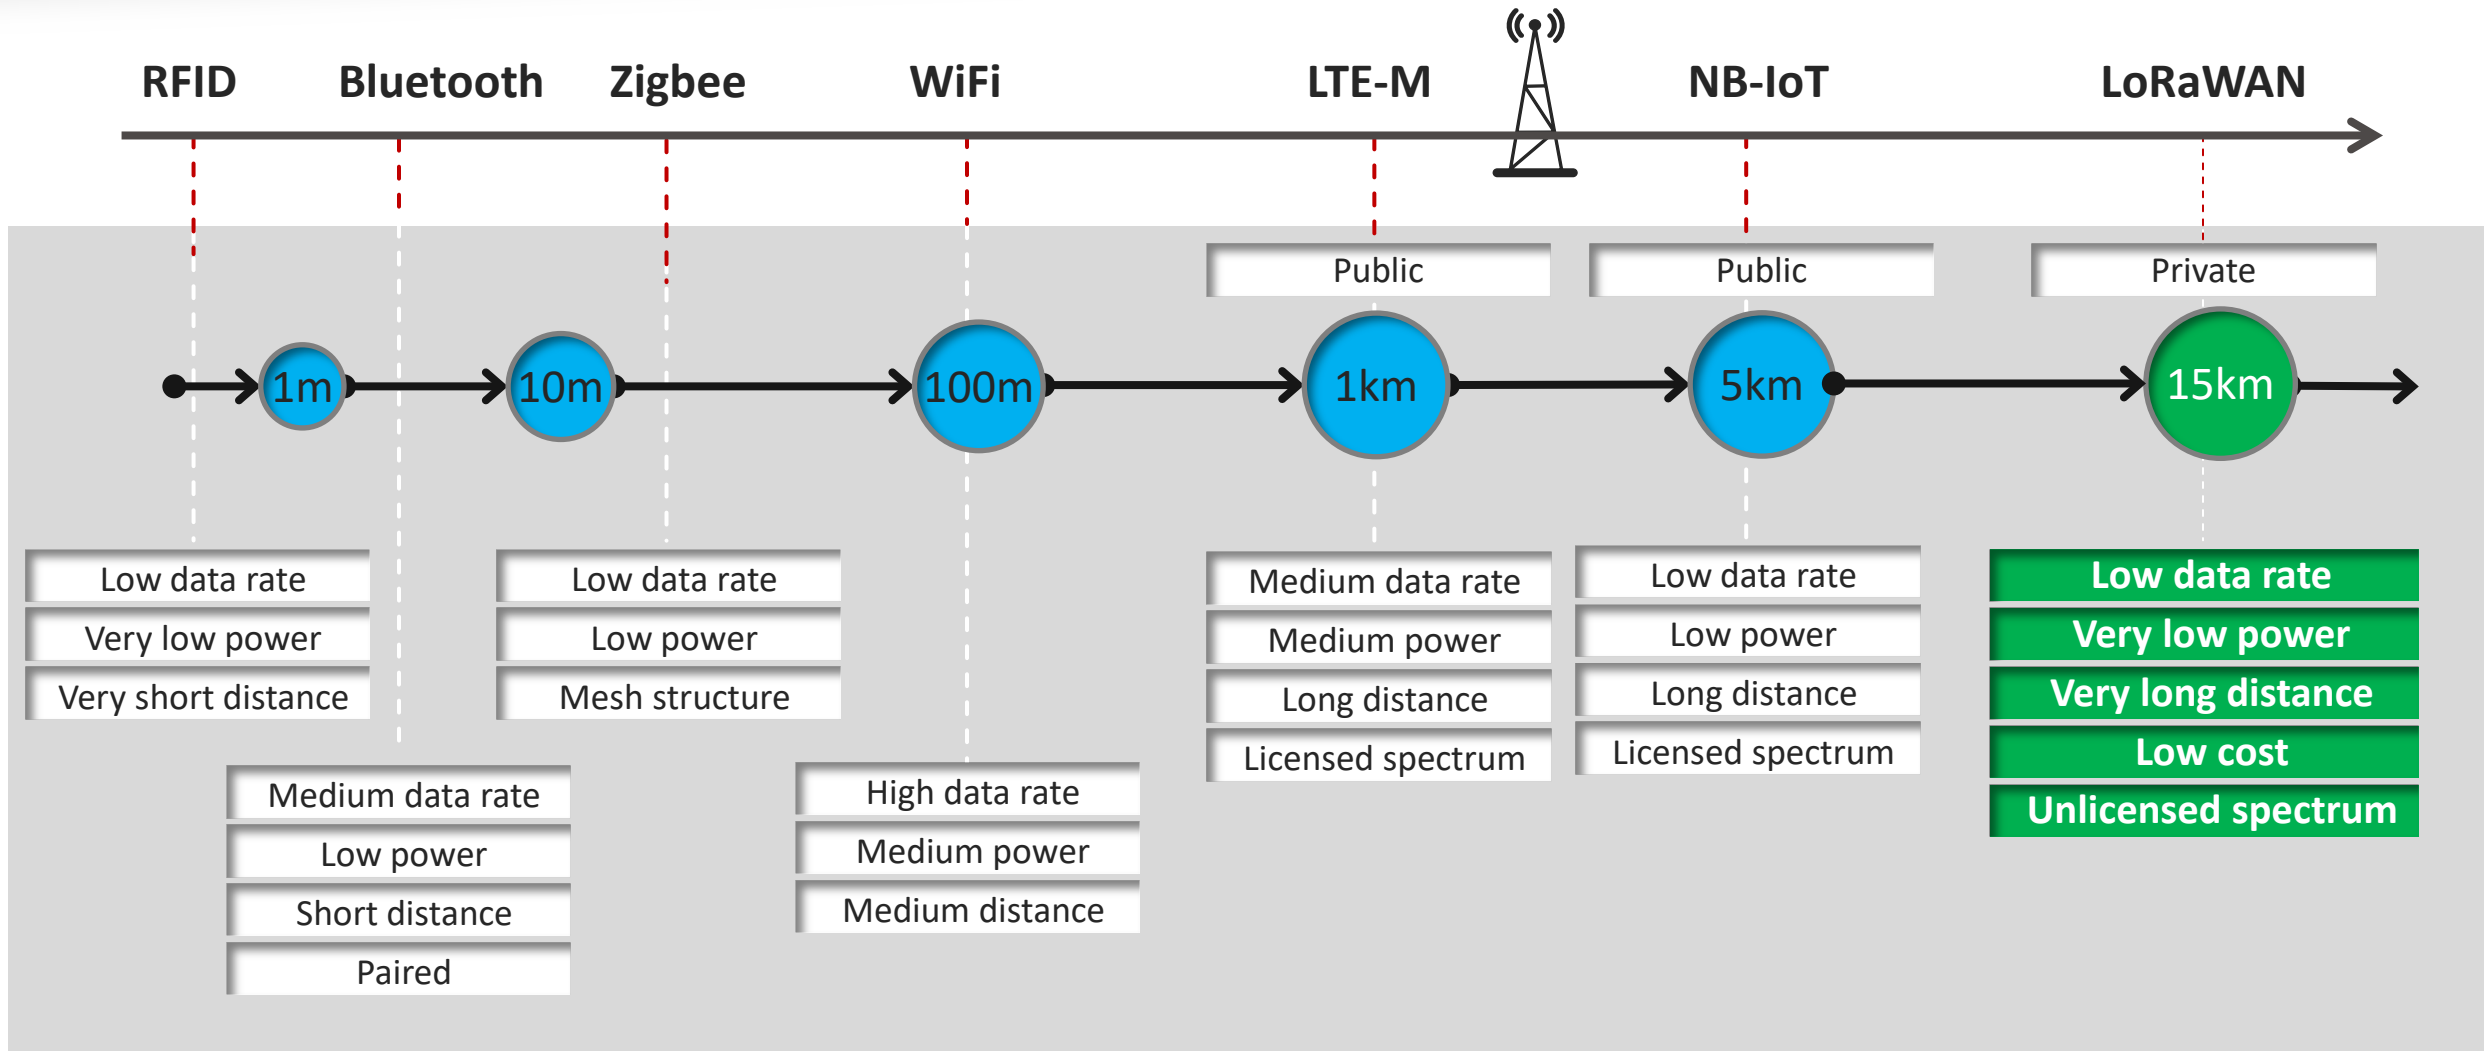 RFID
Bluetooth
Zigbee
WiFi
LTE-M
NB-IoT
LoRaWAN
Public
Public
Private
1m
10m
100m
1km
5km
15km
Low data rate
Very low power
Very short distance
Medium data rate
Low power
Short distance
Paired
Low data rate
Low power
Mesh structure
High data rate
Medium power
Medium distance
Medium data rate
Medium power
Long distance
Licensed spectrum
Low data rate
Low power
Long distance
Licensed spectrum
Low data rate
Very low power
Very long distance
Low cost
Unlicensed spectrum